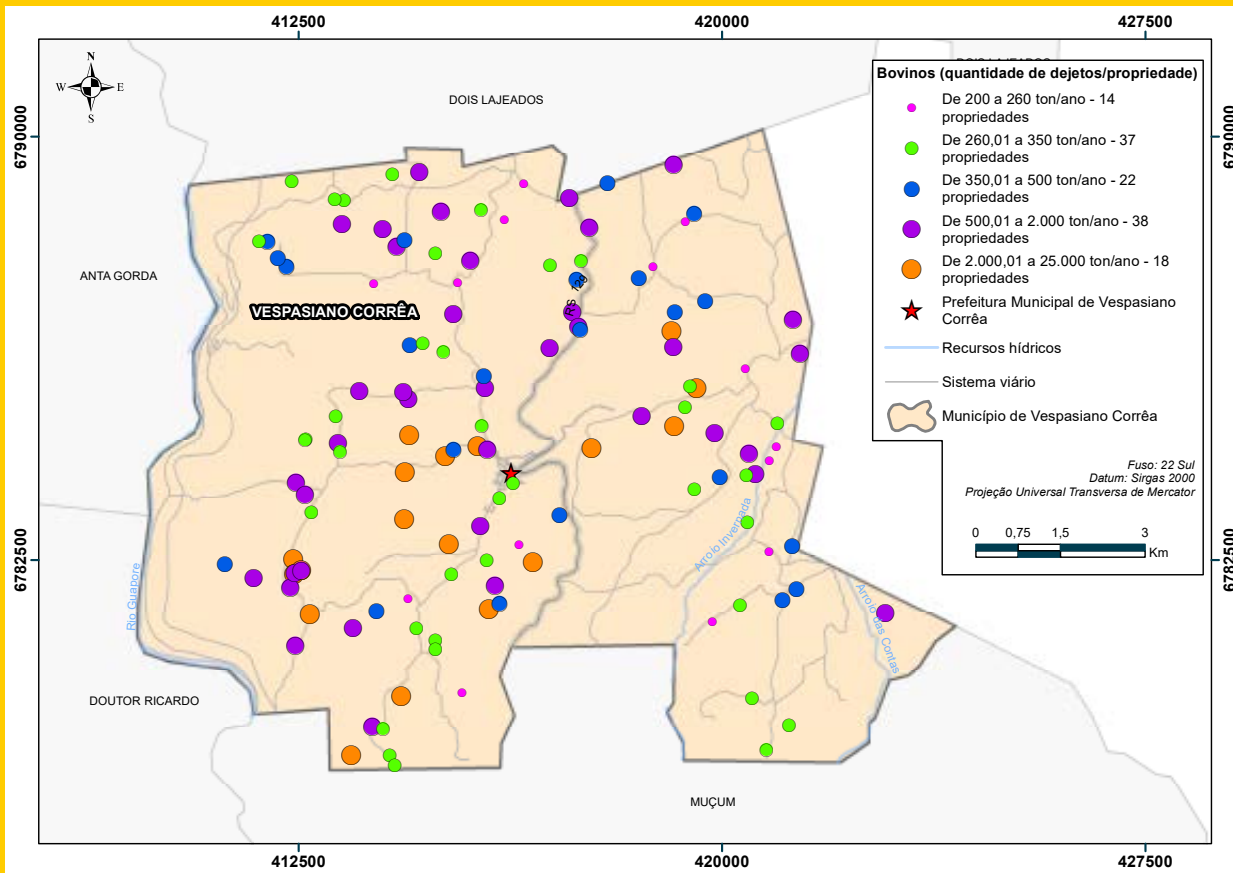 412500
420000
427500
N
W
E
S
DOIS LAJEADOS
6790000
6790000
Bovinos (quantidade de dejetos/propriedade)
De 200 a 260 ton/ano - 14
propriedades
De 260,01 a 350 ton/ano - 37
propriedades
De 350,01 a 500 ton/ano - 22
propriedades
De 500,01 a 2.000 ton/ano - 38
propriedades
De 2.000,01 a 25.000 ton/ano - 18
propriedades
Prefeitura Municipal de Vespasiano
Corrêa
Recursos hídricos
Sistema viário
Município de Vespasiano Corrêa
Fuso: 22 Sul
Datum: Sirgas 2000
Projeção Universal Transversa de Mercator
0 0,75 1,5 3
Km
ANTA GORDA
VESPASIANO CORRÊA
RS 129
6782500
6782500
Arroio Invernada
Rio Guaporé
Arroio das Contas
DOUTOR RICARDO
MUÇUM
412500
420000
427500